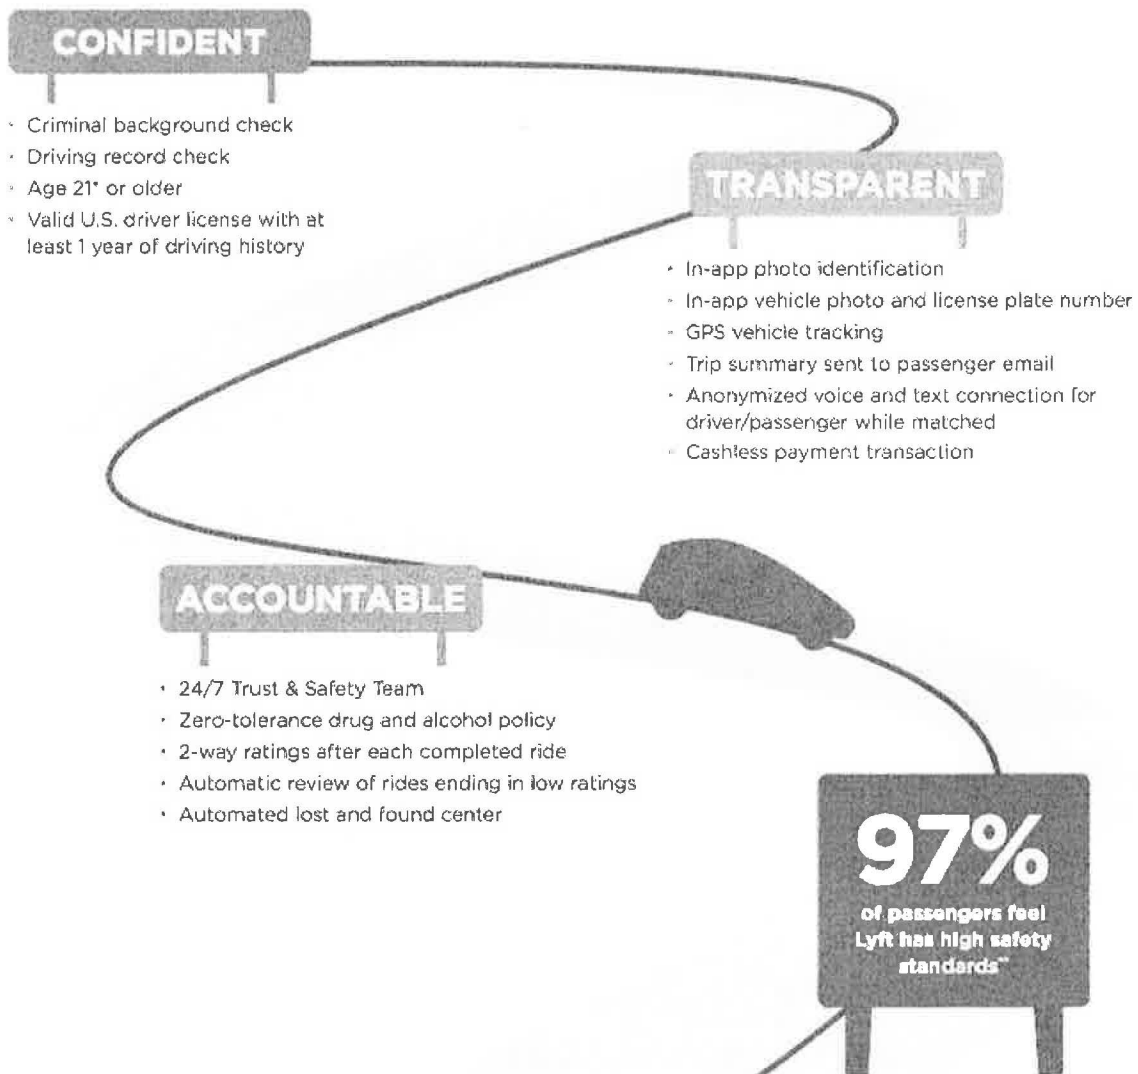 CONFIDENT
· Criminal background check
· Driving record check
· Age 21* or older
· Valid U.S. driver license with at
least 1 year of driving history
TRANSPARENT
· In-app photo identification
· In-app vehicle photo and license plate number
· GPS vehicle tracking
· Trip summary sent to passenger email
· Anonymized voice and text connection for
driver/passenger while matched
· Cashless payment transaction
ACCOUNTABLE
· 24/7 Trust & Safety Team
· Zero-tolerance drug and alcohol policy
· 2-way ratings after each completed ride
· Automatic review of rides ending in low ratings
· Automated lost and found center
97%
of passengers feel
Lyft has high safety
standards**